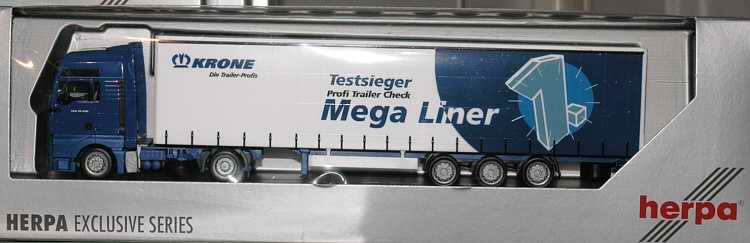 KRONE
Die Trailer-Profis
Testsieger
Profi Trailer Check
Mega Liner
1.
herpa
HERPA EXCLUSIVE SERIES